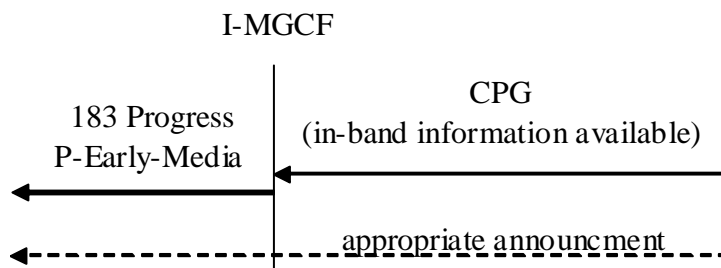 I-MGCF
183 Progress
P-Early-Media
CPG
(in-band information available)
appropriate announcment